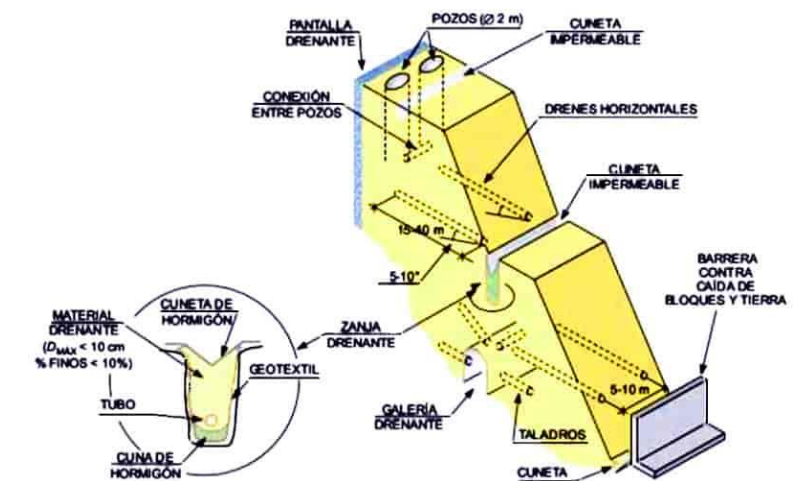 PANTALLA
DRENANTE
POZOS (Ø 2 m)
CUNETA
IMPERMEABLE
CONEXIÓN
ENTRE POZOS
DRENES HORIZONTALES
CUNETA
IMPERMEABLE
15-40 m
5-10°
BARRERA
CONTRA
CAÍDA DE
BLOQUES Y TIERRA
MATERIAL
DRENANTE
(DMAX < 10 cm
% FINOS < 10%)
CUNETA DE
HORMIGÓN
ZANJA
DRENANTE
GEOTEXTIL
TUBO
CUNA DE
HORMIGÓN
GALERÍA
DRENANTE
TALADROS
5-10 m
CUNETA